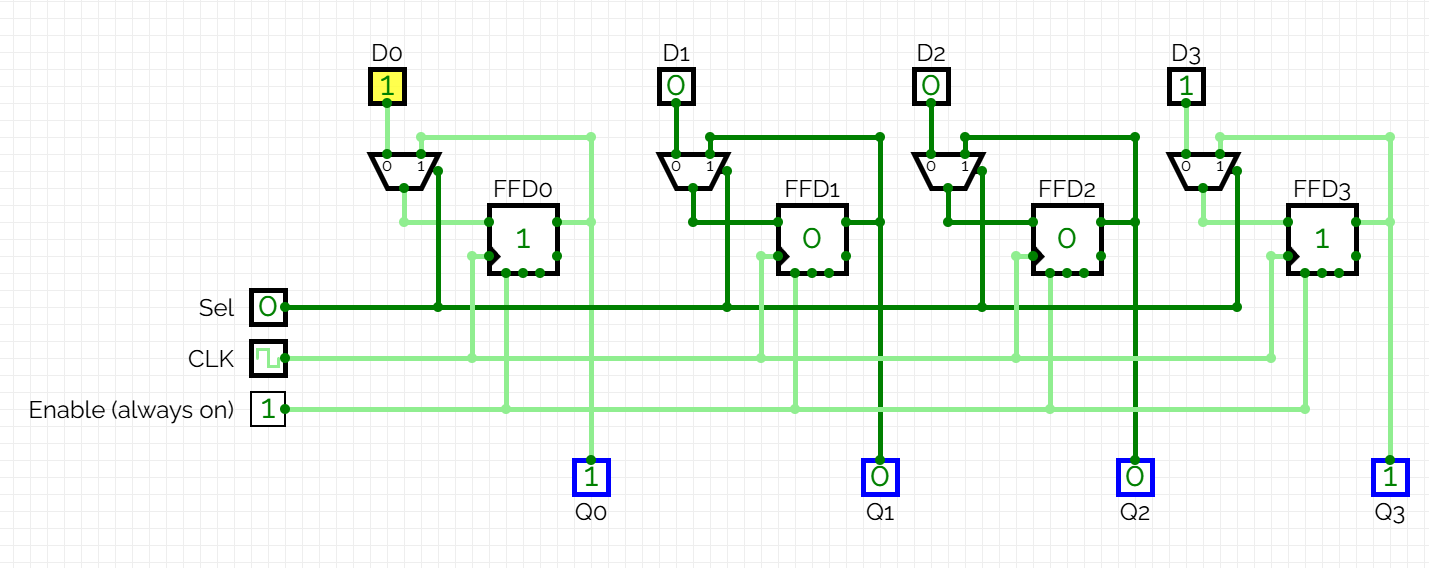 D0 D1 D2 D3
1 0 0 1
0 1 0 1 0 1 0 1
FFD0 FFD1 FFD2 FFD3
1 0 0 1
Sel 0
CLK
Enable (always on) 1
1 0 0 1
Q0 Q1 Q2 Q3